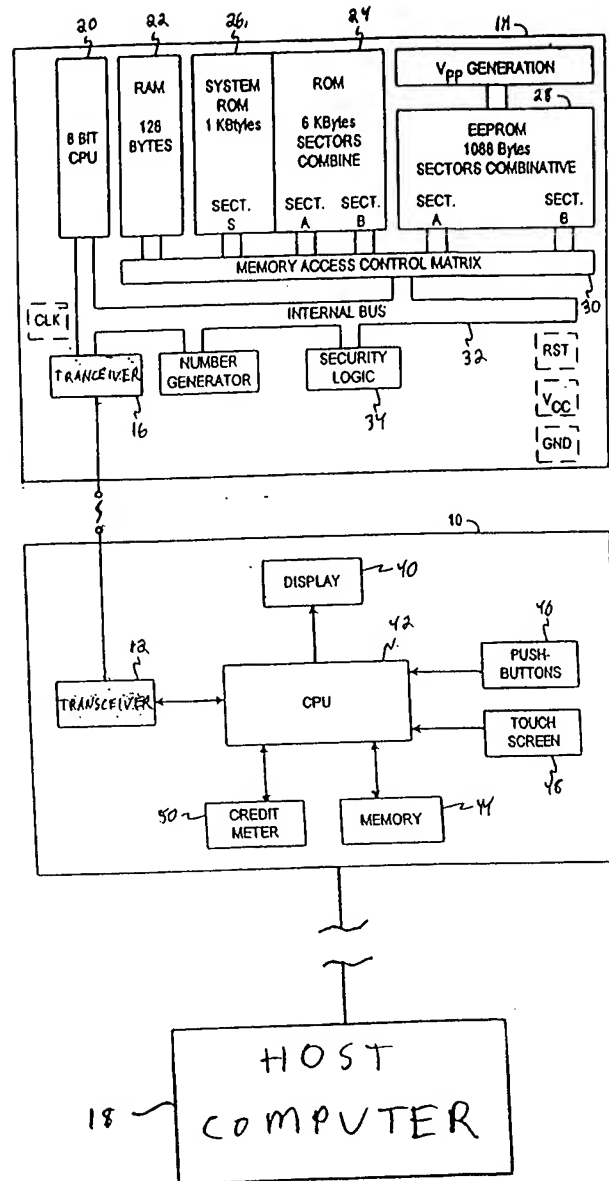 20
22
26
24
14
RAM
128
BYTES
SYSTEM
ROM
1 KBtyles
SECT.
S
ROM
6 KBytes
SECTORS
COMBINE
SECT.
A
SECT.
B
VPP GENERATION
28
EEPROM
1088 Bytes
SECTORS COMBINATIVE
SECT.
A
SECT.
B
8 BIT
CPU
MEMORY ACCESS CONTROL MATRIX
30
INTERNAL BUS
32
CLK
TRANCEIVER
16
NUMBER
GENERATOR
SECURITY
LOGIC
34
RST
VCC
GND
10
DISPLAY
40
42
CPU
12
TRANSCEIVER
46
PUSH-
BUTTONS
TOUCH
SCREEN
48
50
CREDIT
METER
MEMORY
44
HOST
COMPUTER
18